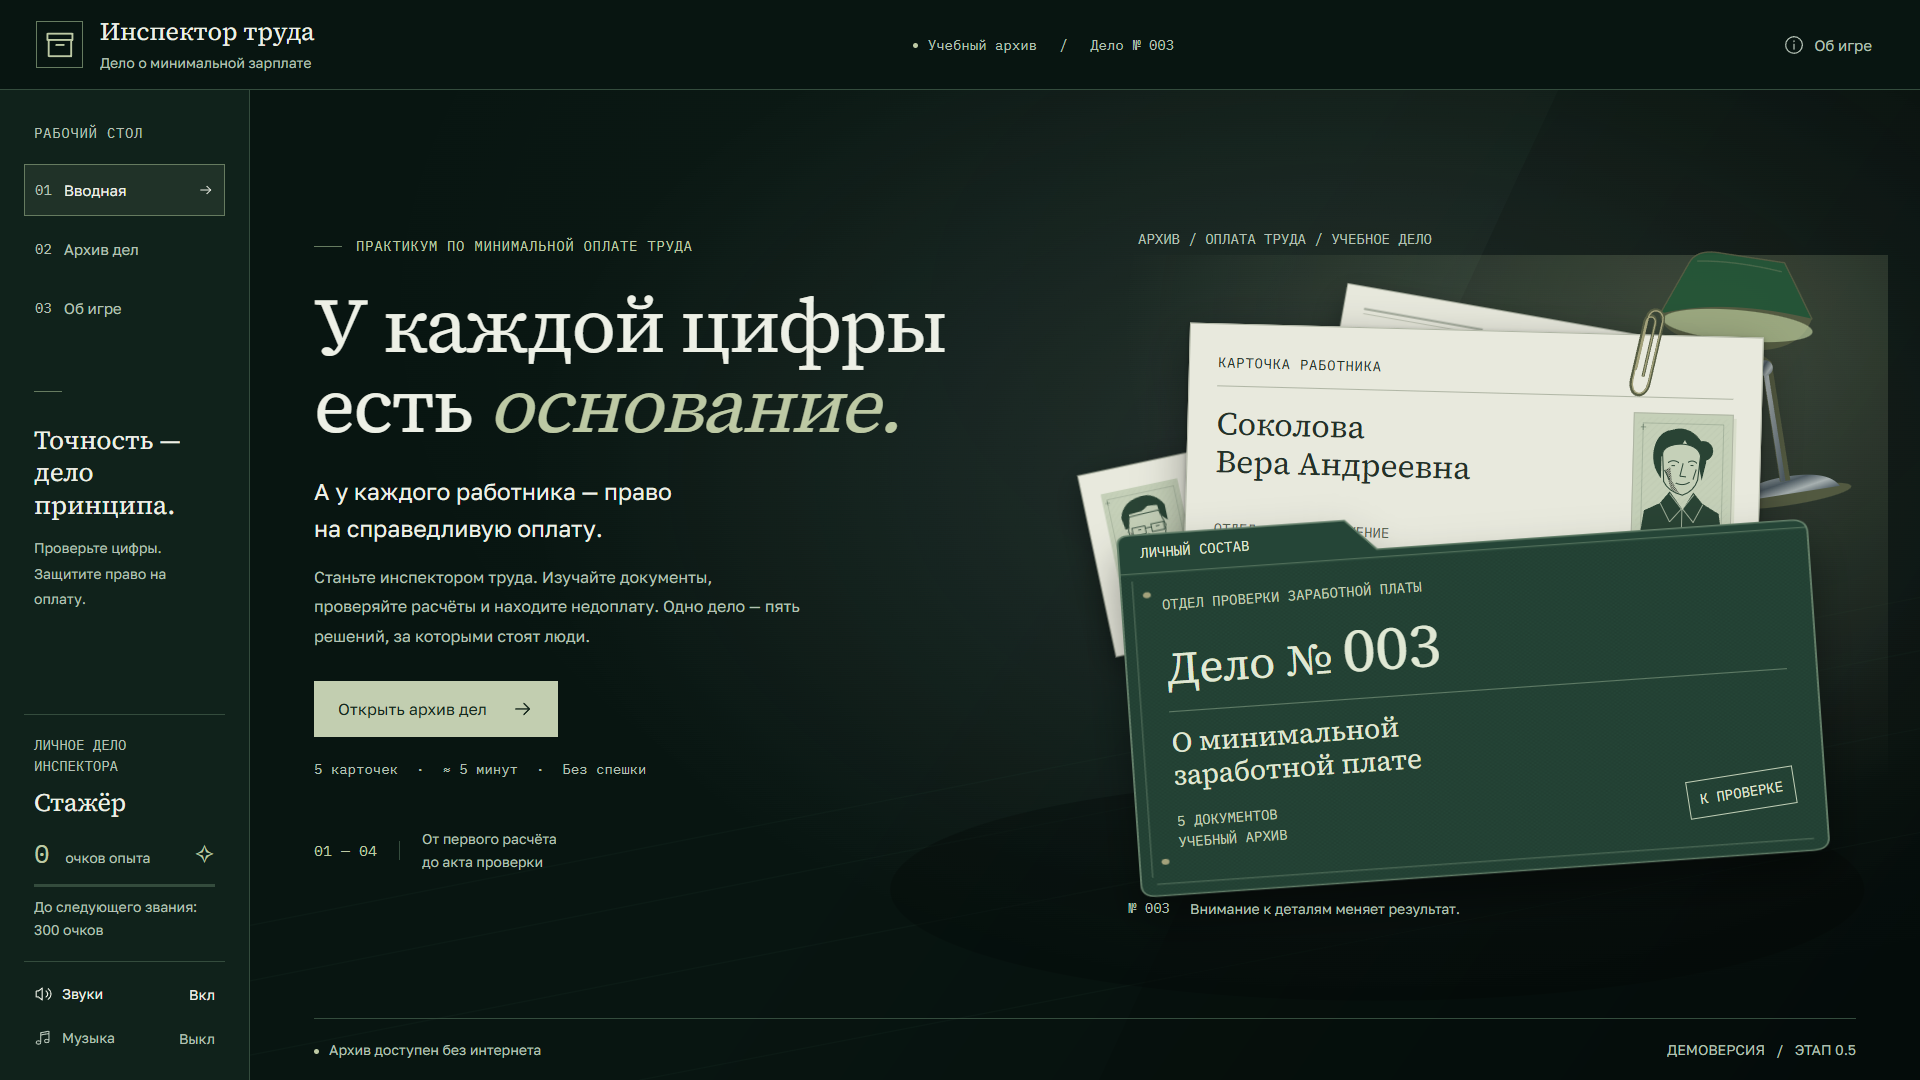 Инспектор труда
Дело о минимальной зарплате
Учебный архив / Дело № 003
Об игре
РАБОЧИЙ СТОЛ
01 Вводная
02 Архив дел
03 Об игре
Точность —
дело
принципа.
Проверьте цифры.
Защитите право на
оплату.
ЛИЧНОЕ ДЕЛО
ИНСПЕКТОРА
Стажёр
0 очков опыта
До следующего звания:
300 очков
Звуки Вкл
Музыка Выкл
ПРАКТИКУМ ПО МИНИМАЛЬНОЙ ОПЛАТЕ ТРУДА
У каждой цифры
есть основание.
А у каждого работника — право
на справедливую оплату.
Станьте инспектором труда. Изучайте документы,
проверяйте расчёты и находите недоплату. Одно дело — пять
решений, за которыми стоят люди.
Открыть архив дел
5 карточек · ≈ 5 минут · Без спешки
01 — 04
От первого расчёта
до акта проверки
АРХИВ / ОПЛАТА ТРУДА / УЧЕБНОЕ ДЕЛО
КАРТОЧКА РАБОТНИКА
Соколова
Вера Андреевна
ЛИЧНЫЙ СОСТАВ
ОТДЕЛ ПРОВЕРКИ ЗАРАБОТНОЙ ПЛАТЫ
Дело № 003
О минимальной
заработной плате
5 ДОКУМЕНТОВ
УЧЕБНЫЙ АРХИВ
К ПРОВЕРКЕ
№ 003 Внимание к деталям меняет результат.
Архив доступен без интернета
ДЕМОВЕРСИЯ / ЭТАП 0.5